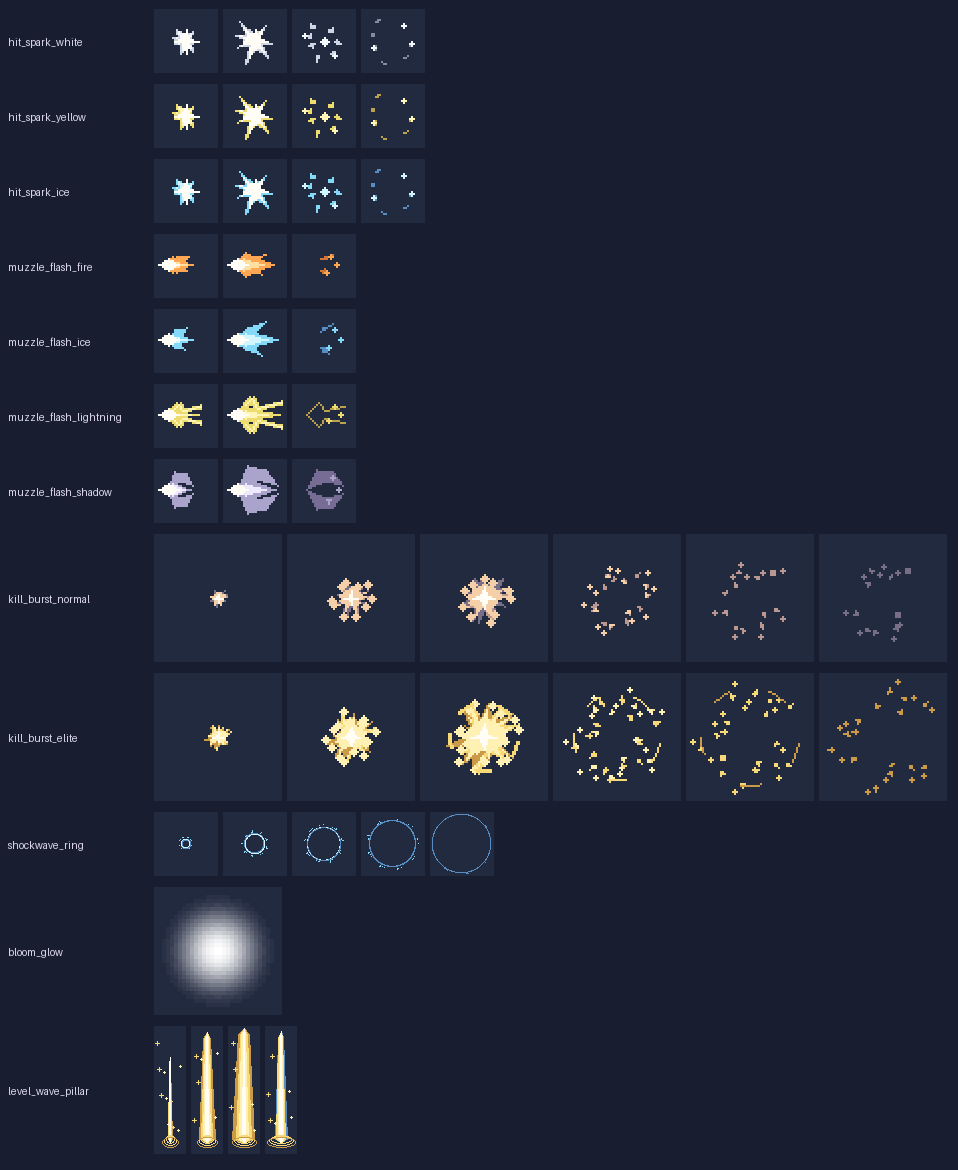 hit_spark_white
hit_spark_yellow
hit_spark_ice
muzzle_flash_fire
muzzle_flash_ice
muzzle_flash_lightning
muzzle_flash_shadow
kill_burst_normal
kill_burst_elite
shockwave_ring
bloom_glow
level_wave_pillar